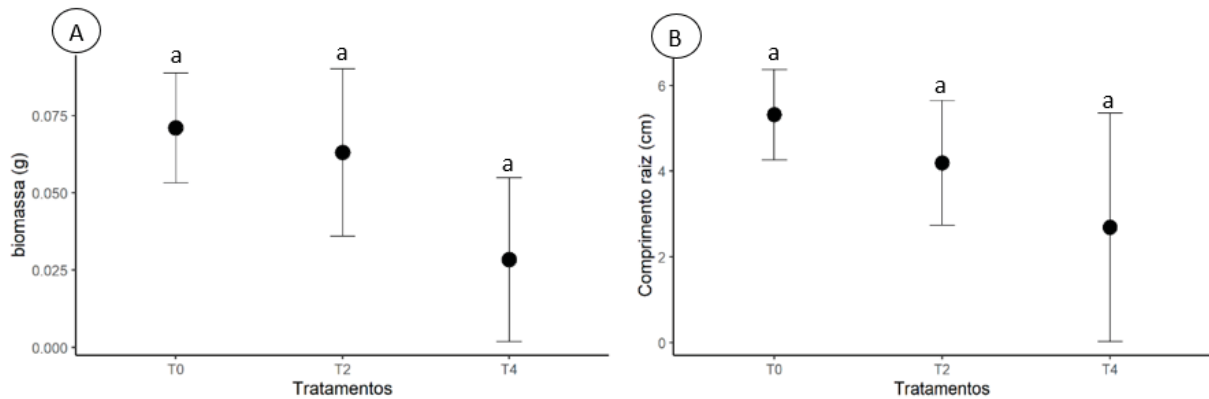 A
a
a
a
0.075
0.050
0.025
0.000
biomassa (g)
T0
T2
T4
Tratamentos
B
a
a
a
6
4
2
0
Comprimento raiz (cm)
T0
T2
T4
Tratamentos